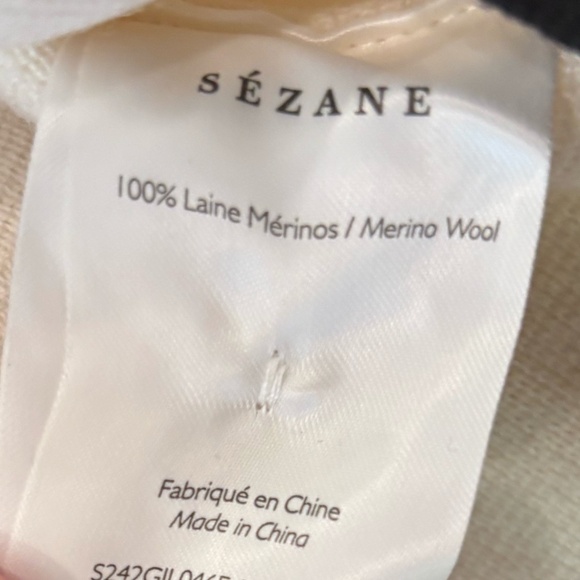 SÉZANE
100% Laine Mérinos / Merino Wool
Fabriqué en Chine
Made in China